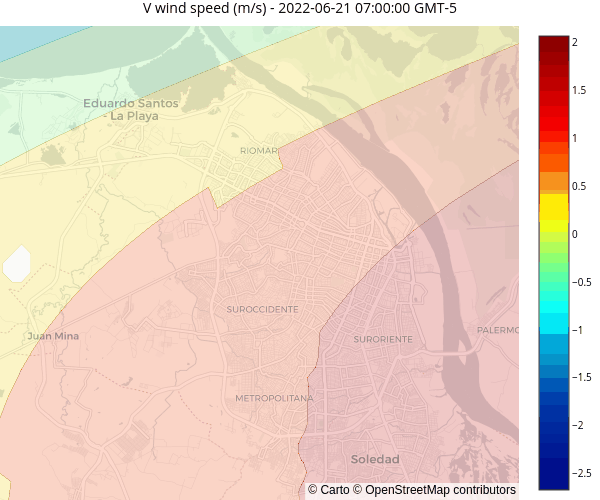 V wind speed (m/s) - 2022-06-21 07:00:00 GMT-5
2
1.5
1
0.5
0
−0.5
−1
−1.5
−2
−2.5
Eduardo Santos
- La Playa
RIOMAR
SUROCCIDENTE
Juan Mina
SURORIENTE
PALERMO
METROPOLITANA
Soledad
© Carto © OpenStreetMap contributors